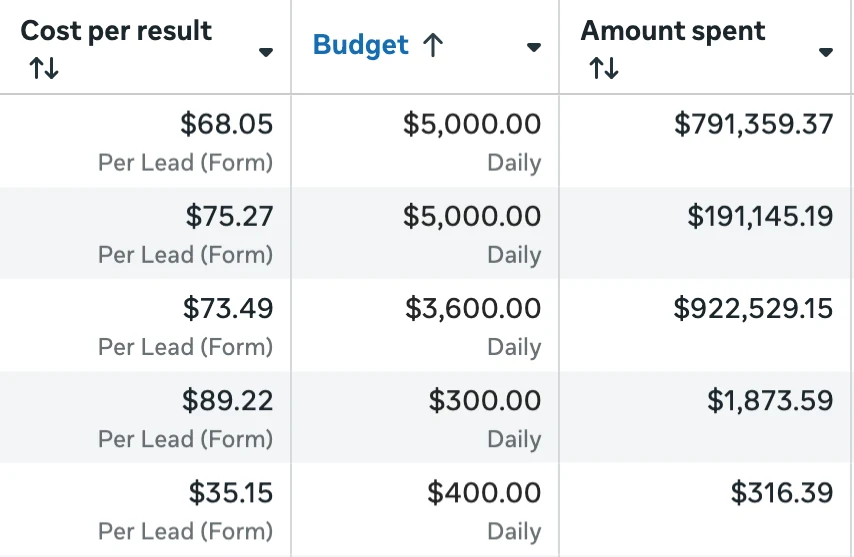 Cost per result Budget ↑ Amount spent
↑↓ ↑↓
$68.05 $5,000.00 $791,359.37
Per Lead (Form) Daily
$75.27 $5,000.00 $191,145.19
Per Lead (Form) Daily
$73.49 $3,600.00 $922,529.15
Per Lead (Form) Daily
$89.22 $300.00 $1,873.59
Per Lead (Form) Daily
$35.15 $400.00 $316.39
Per Lead (Form) Daily